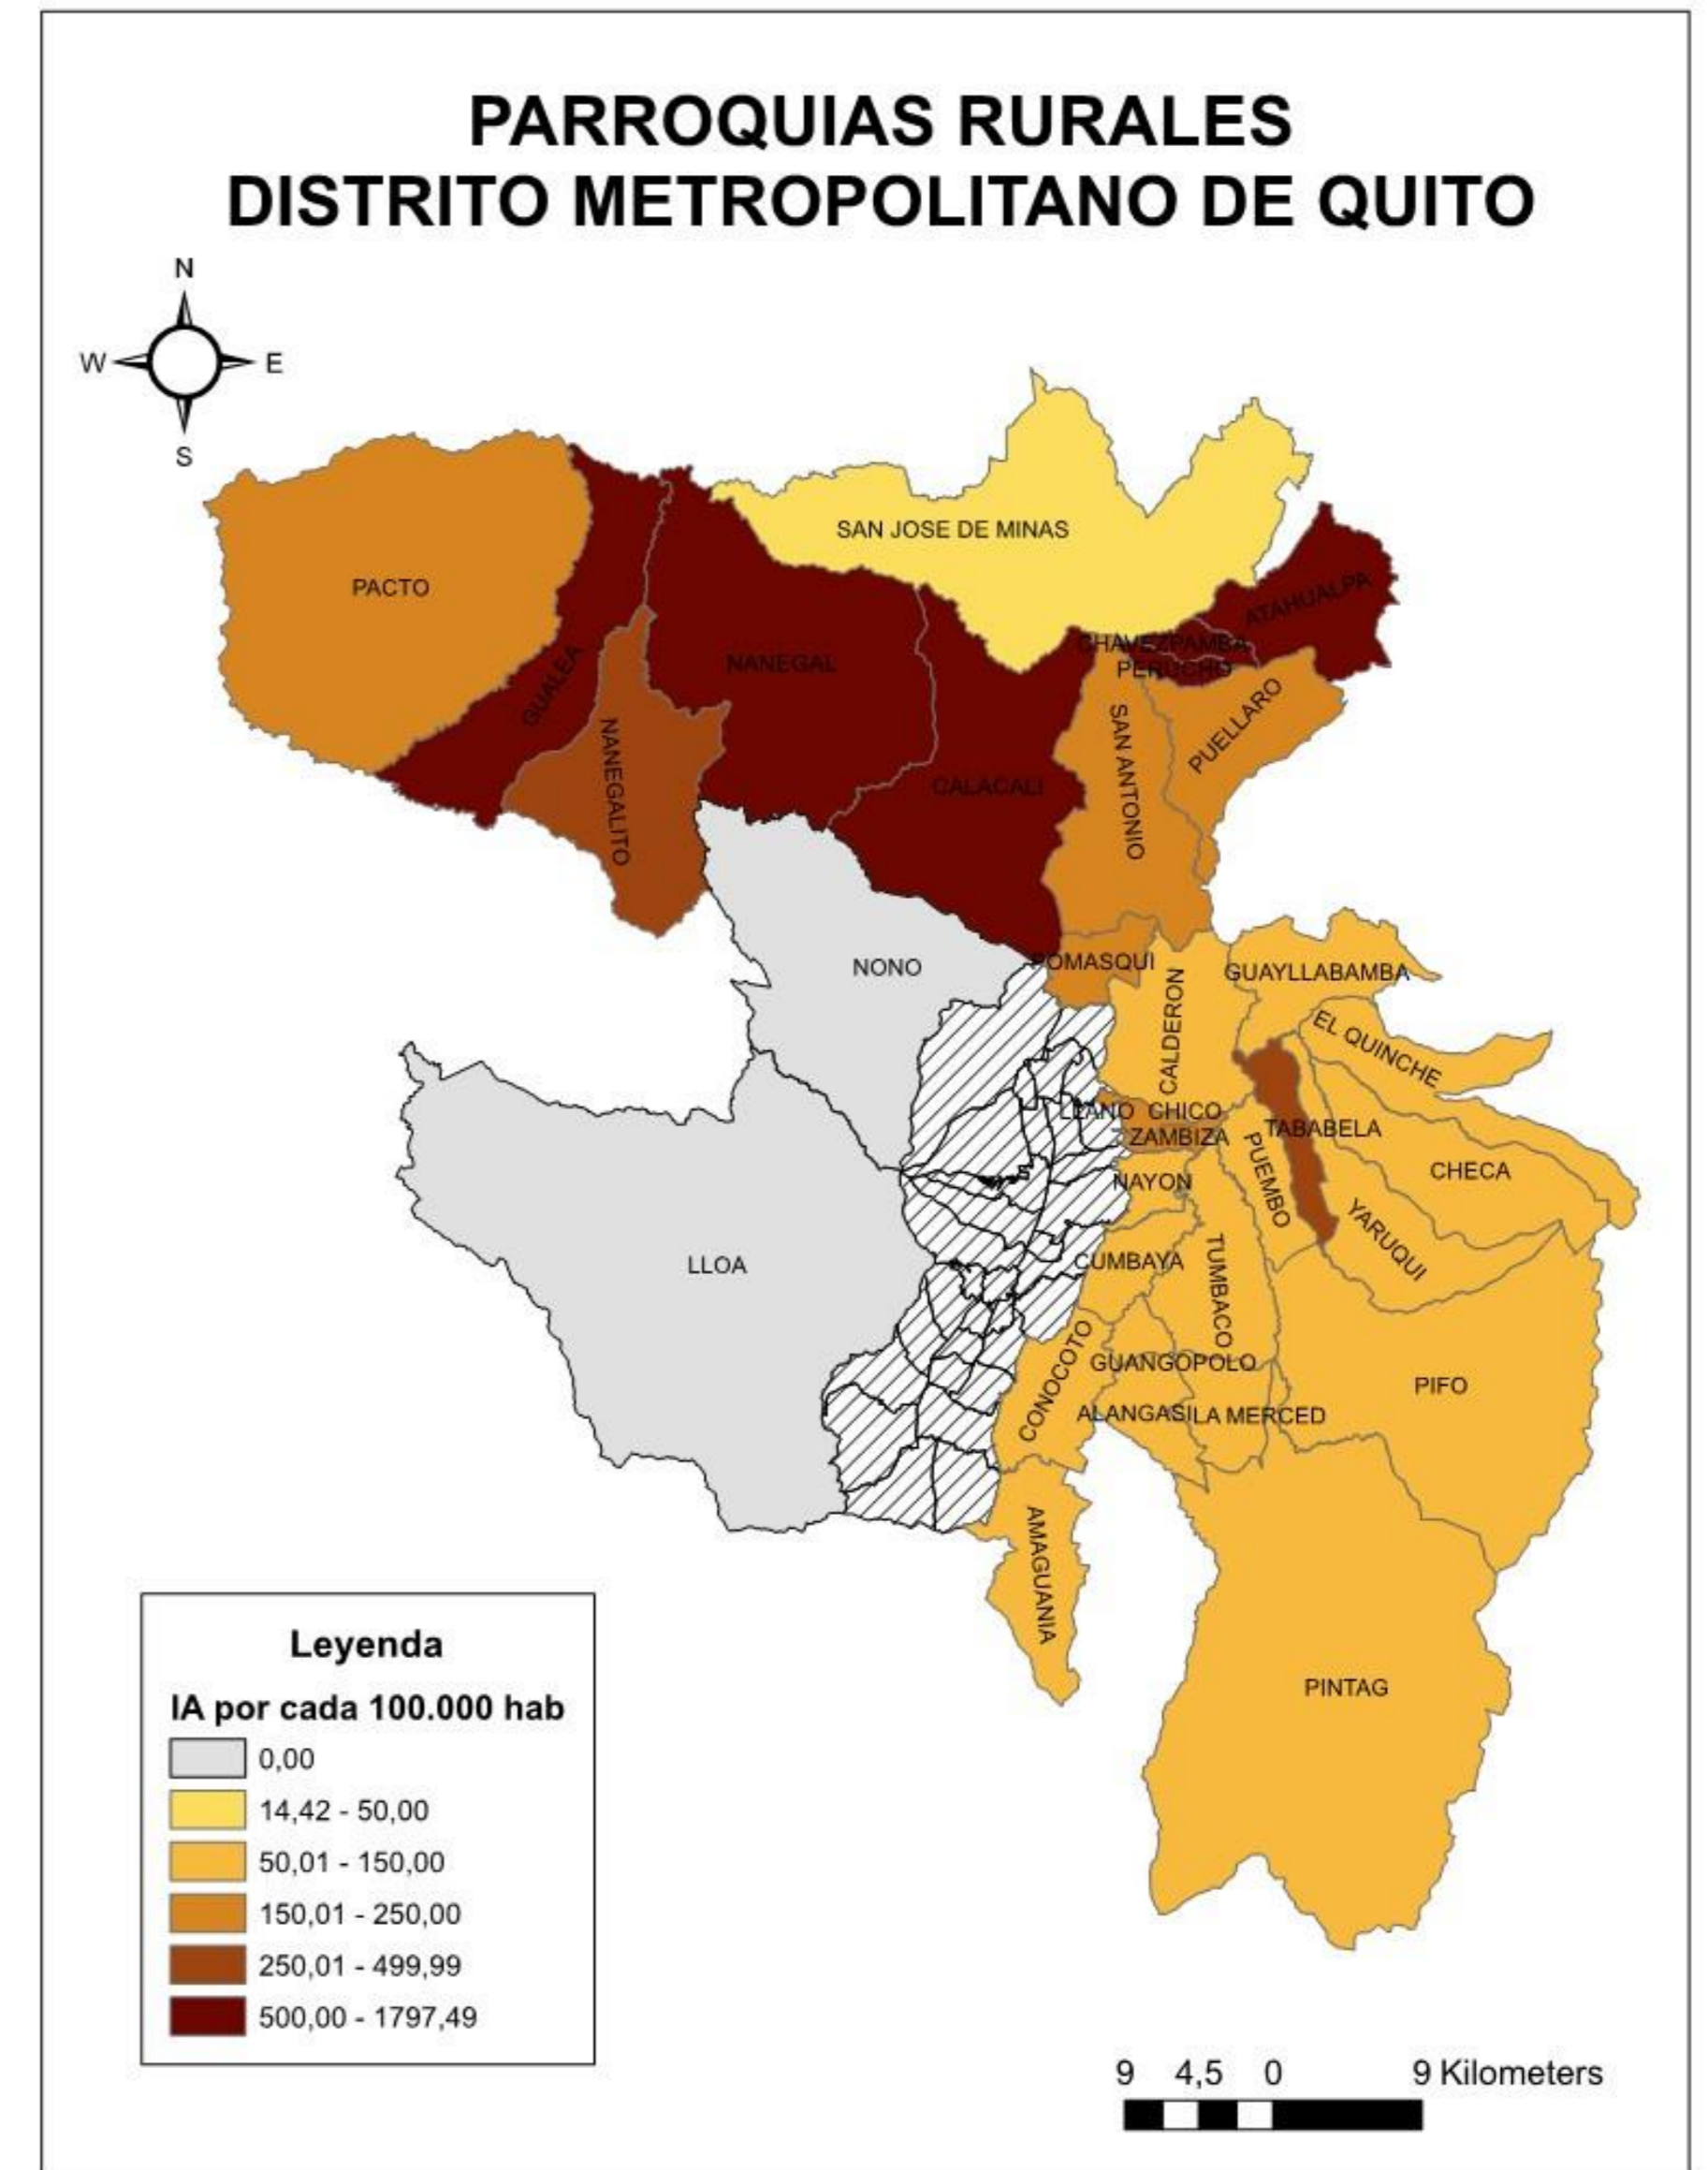 PARROQUIAS RURALES
DISTRITO METROPOLITANO DE QUITO
N
W
E
S
SAN JOSE DE MINAS
PACTO
ATAHUALPA
CHAVEZPAMBA
PERUCHO
NANEGAL
GUALEA
NANEGALITO
CALACALI
SAN ANTONIO
PUELLARO
NONO
POMASQUI
CALDERON
GUAYLLABAMBA
EL QUINCHE
LLANO CHICO
ZAMBIZA
TABABELA
CHECA
NAYON
PUEMBO
YARUQUI
CUMBAYA
TUMBACO
LLOA
CONOCOTO
GUANGOPOLO
PIFO
ALANGASI
LA MERCED
AMAGUANIA
PINTAG
Leyenda
IA por cada 100.000 hab
0,00
14,42 - 50,00
50,01 - 150,00
150,01 - 250,00
250,01 - 499,99
500,00 - 1797,49
9 4,5 0 9 Kilometers